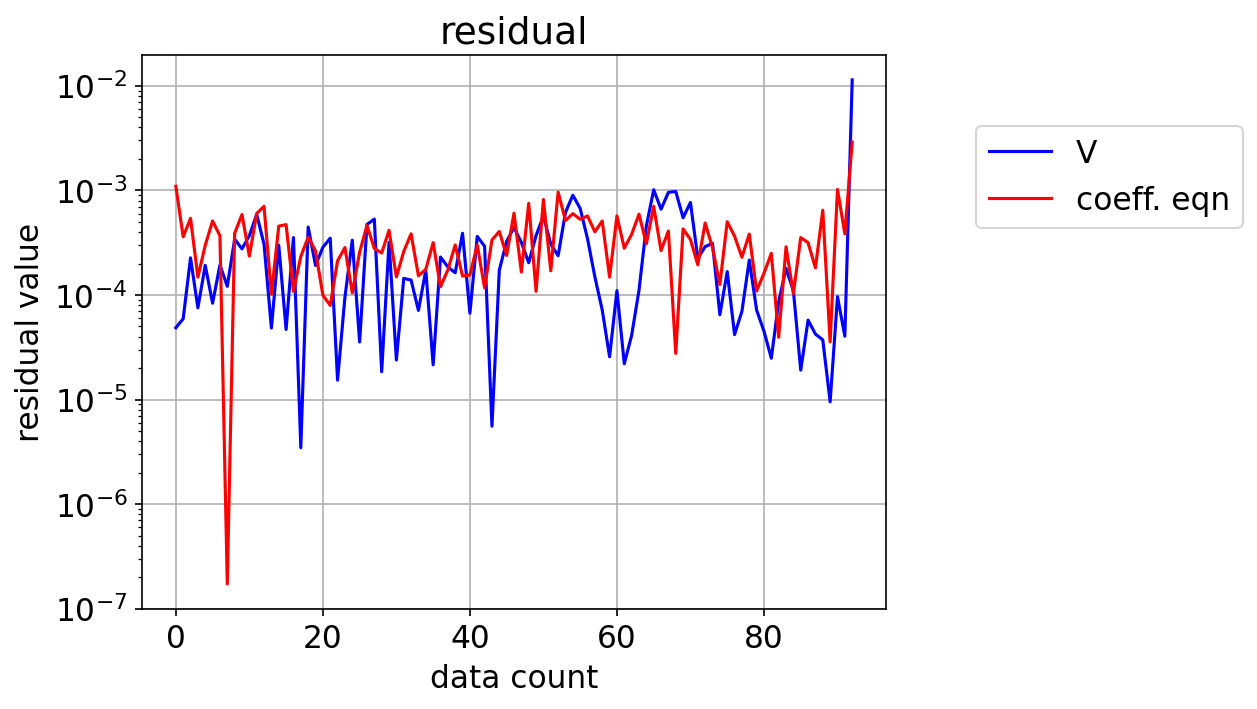 residual
residual value
10⁻²
10⁻³
10⁻⁴
10⁻⁵
10⁻⁶
10⁻⁷
0 20 40 60 80
data count
V
coeff. eqn